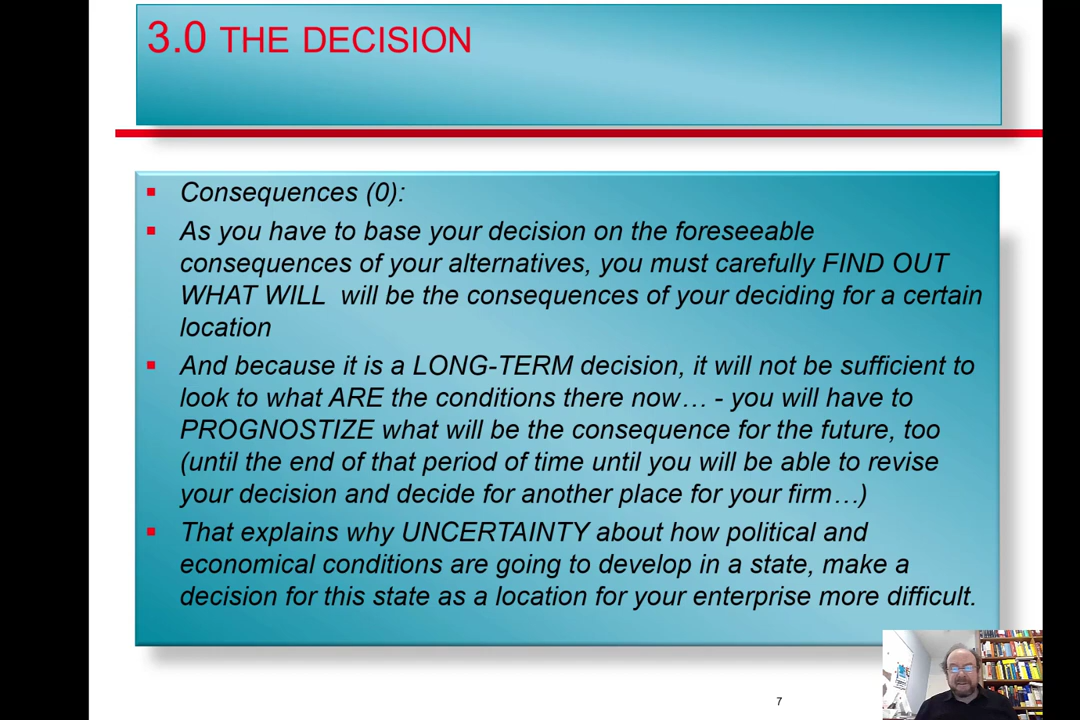 3.0 THE DECISION
Consequences (0):
As you have to base your decision on the foreseeable
consequences of your alternatives, you must carefully FIND OUT
WHAT WILL will be the consequences of your deciding for a certain
location
And because it is a LONG-TERM decision, it will not be sufficient to
look to what ARE the conditions there now… - you will have to
PROGNOSTIZE what will be the consequence for the future, too
(until the end of that period of time until you will be able to revise
your decision and decide for another place for your firm…)
That explains why UNCERTAINTY about how political and
economical conditions are going to develop in a state, make a
decision for this state as a location for your enterprise more difficult.
7